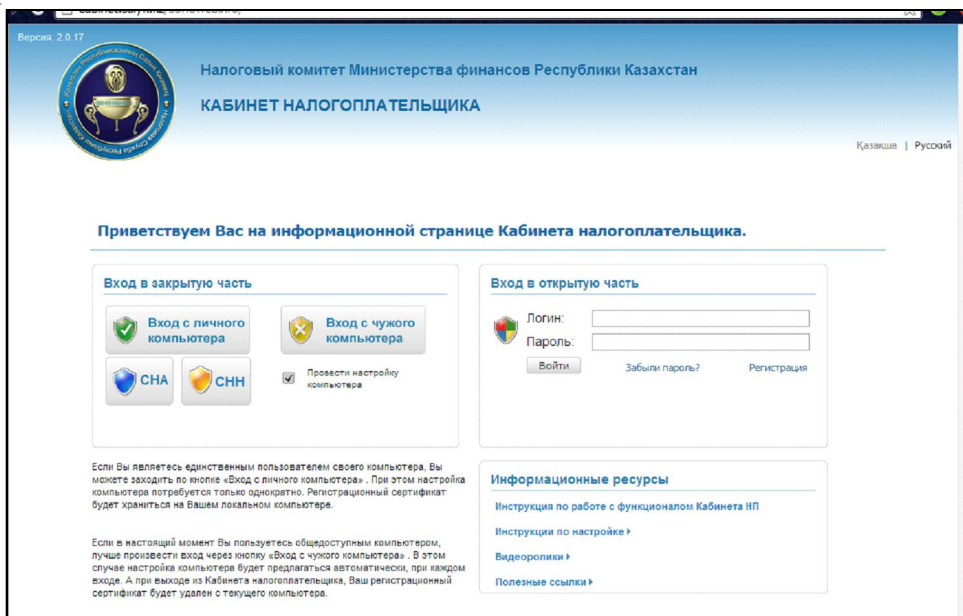 Версия: 2.0.17
Налоговый комитет Министерства финансов Республики Казахстан
КАБИНЕТ НАЛОГОПЛАТЕЛЬЩИКА
Қазақша | Русский
Приветствуем Вас на информационной странице Кабинета налогоплательщика.
Вход в закрытую часть
Вход с личного
компьютера
Вход с чужого
компьютера
СНА
СНН
Провести настройку
компьютера
Если Вы являетесь единственным пользователем своего компьютера, Вы
можете заходить по кнопке «Вход с личного компьютера» . При этом настройка
компьютера потребуется только однократно. Регистрационный сертификат
будет храниться на Вашем локальном компьютере.
Если в настоящий момент Вы пользуетесь общедоступным компьютером,
лучше произвести вход через кнопку «Вход с чужого компьютера» . В этом
случае настройка компьютера будет предлагаться автоматически, при каждом
входе. А при выходе из Кабинета налогоплательщика, Ваш регистрационный
сертификат будет удален с текущего компьютера.
Вход в открытую часть
Логин:
Пароль:
Войти
Забыли пароль?
Регистрация
Информационные ресурсы
Инструкция по работе с функционалом Кабинета НП
Инструкции по настройке
Видеоролики
Полезные ссылки